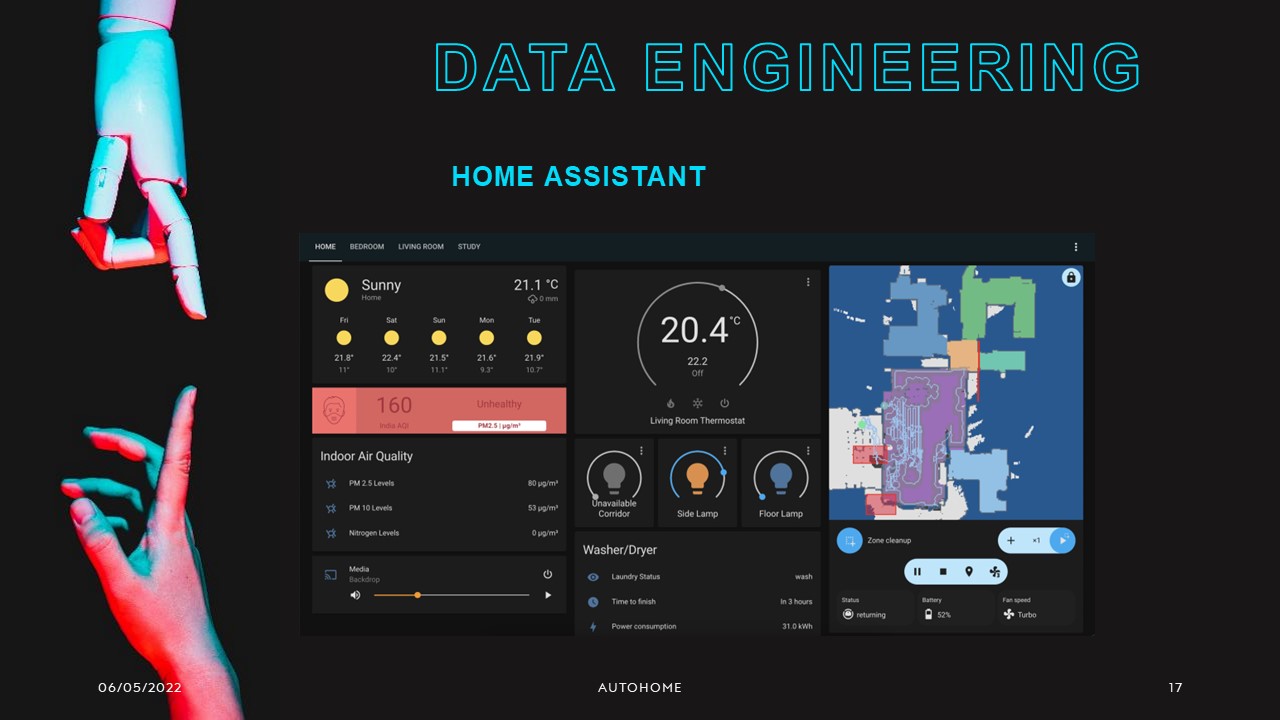 DATA ENGINEERING
HOME ASSISTANT
HOME BEDROOM LIVING ROOM STUDY
Sunny
Home
21.1 °C
0 mm
Fri Sat Sun Mon Tue
21.8° 22.4° 21.5° 21.6° 21.9°
11° 10° 11.1° 9.3° 10.7°
160
India AQI
Unhealthy
PM2.5 | µg/m³
Indoor Air Quality
PM 2.5 Levels 80 µg/m³
PM 10 Levels 53 µg/m³
Nitrogen Levels 0 µg/m³
Media
Backdrop
20.4 °C
22.2
Off
Living Room Thermostat
Unavailable
Corridor
Side Lamp
Floor Lamp
Washer/Dryer
Laundry Status wash
Time to finish In 3 hours
Power consumption 31.0 kWh
Zone cleanup
+ ×1
Status
returning
Battery
52%
Fan speed
Turbo
06/05/2022
AUTOHOME
17